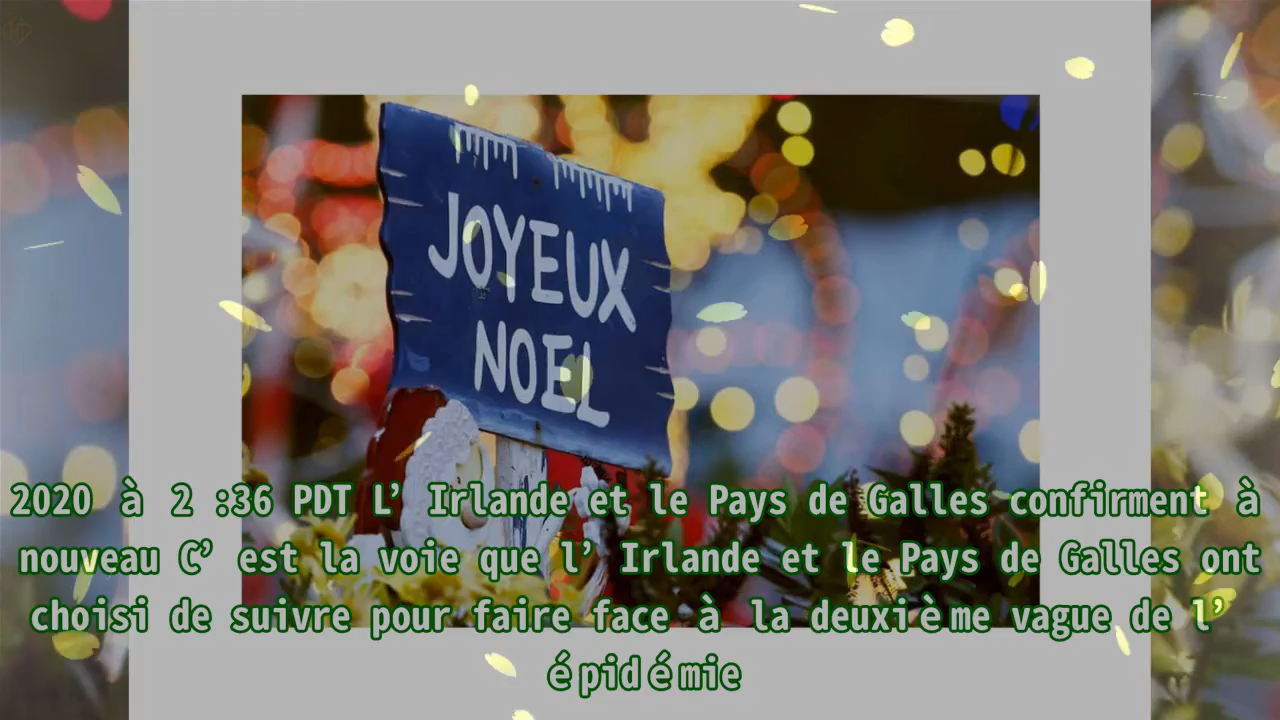 JOYEUX
NOEL
2020 à 2 :36 PDT L’ Irlande et le Pays de Galles confirment à
nouveau C’ est la voie que l’ Irlande et le Pays de Galles ont
choisi de suivre pour faire face à la deuxième vague de l’
épidémie